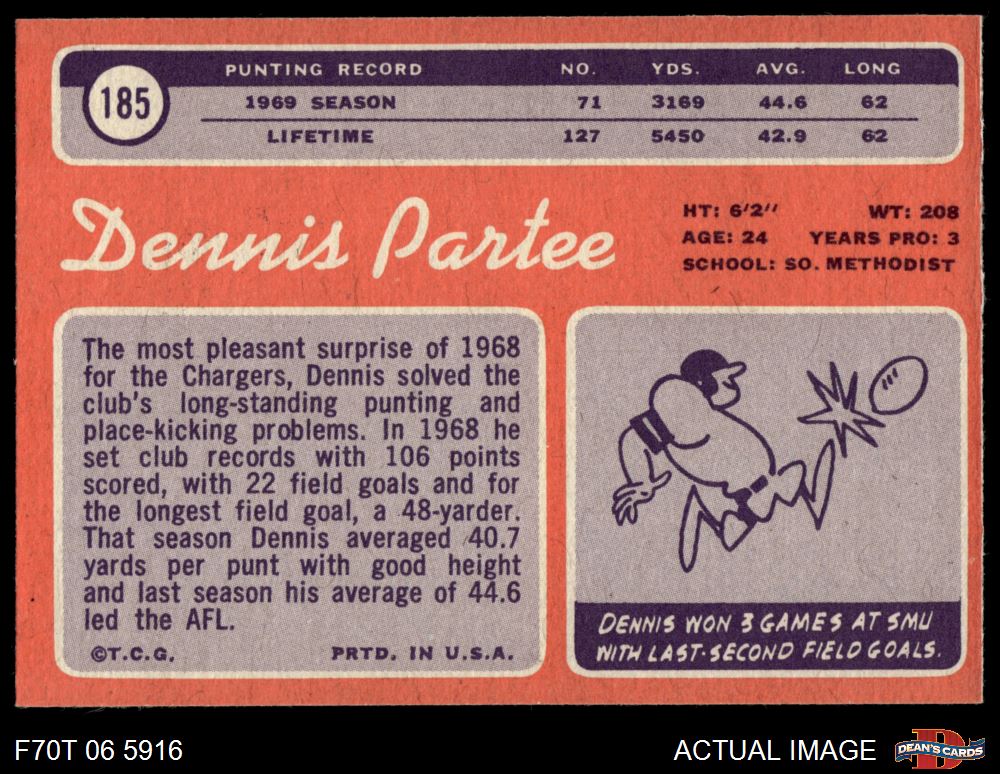 185
PUNTING RECORD NO. YDS. AVG. LONG
1969 SEASON 71 3169 44.6 62
LIFETIME 127 5450 42.9 62
Dennis Partee
HT: 6'2'' WT: 208
AGE: 24 YEARS PRO: 3
SCHOOL: SO. METHODIST
The most pleasant surprise of 1968
for the Chargers, Dennis solved the
club's long-standing punting and
place-kicking problems. In 1968 he
set club records with 106 points
scored, with 22 field goals and for
the longest field goal, a 48-yarder.
That season Dennis averaged 40.7
yards per punt with good height
and last season his average of 44.6
led the AFL.
©T.C.G. PRTD. IN U.S.A.
DENNIS WON 3 GAMES AT SMU
WITH LAST-SECOND FIELD GOALS.
F70T 06 5916
ACTUAL IMAGE
D
DEAN'S CARDS